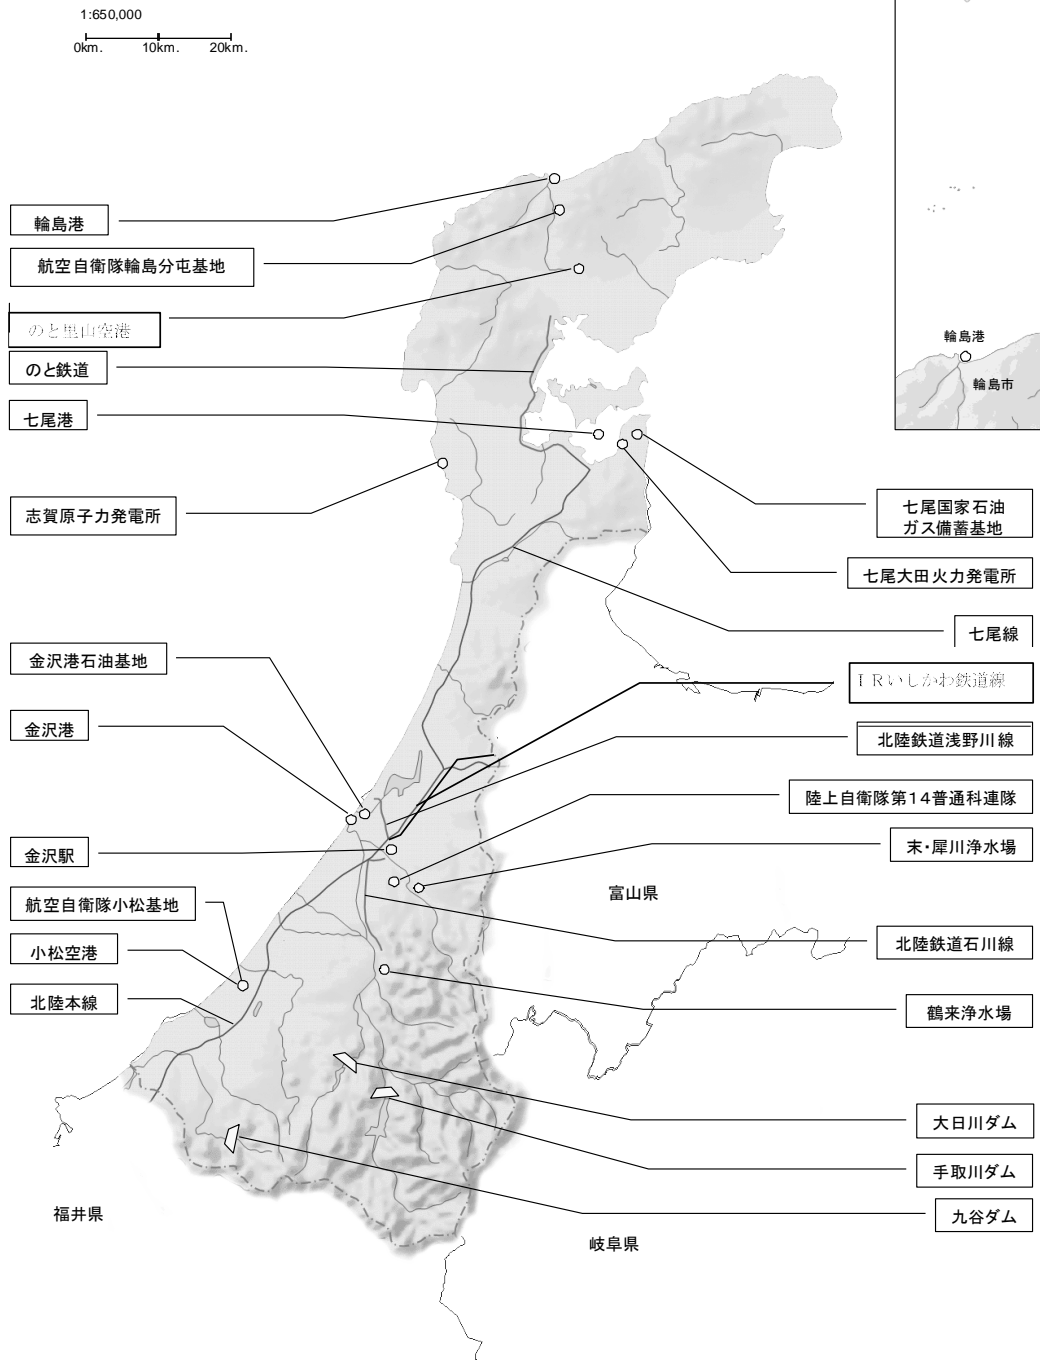 1:650,000
0km. 10km. 20km.
輪島港
航空自衛隊輪島分屯基地
のと里山空港
のと鉄道
七尾港
志賀原子力発電所
金沢港石油基地
金沢港
金沢駅
航空自衛隊小松基地
小松空港
北陸本線
福井県
輪島港
輪島市
七尾国家石油
ガス備蓄基地
七尾大田火力発電所
七尾線
IRいしかわ鉄道線
北陸鉄道浅野川線
陸上自衛隊第14普通科連隊
末・犀川浄水場
富山県
北陸鉄道石川線
鶴来浄水場
大日川ダム
手取川ダム
九谷ダム
岐阜県